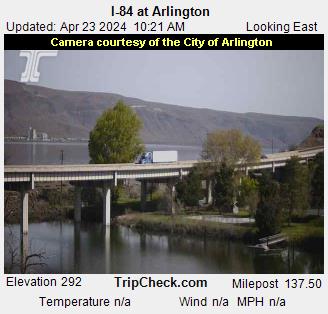 I-84 at Arlington
Updated: Apr 23 2024 10:21 AM Looking East
Camera courtesy of the City of Arlington
Elevation 292 TripCheck.com Milepost 137.50
Temperature n/a Wind n/a MPH n/a